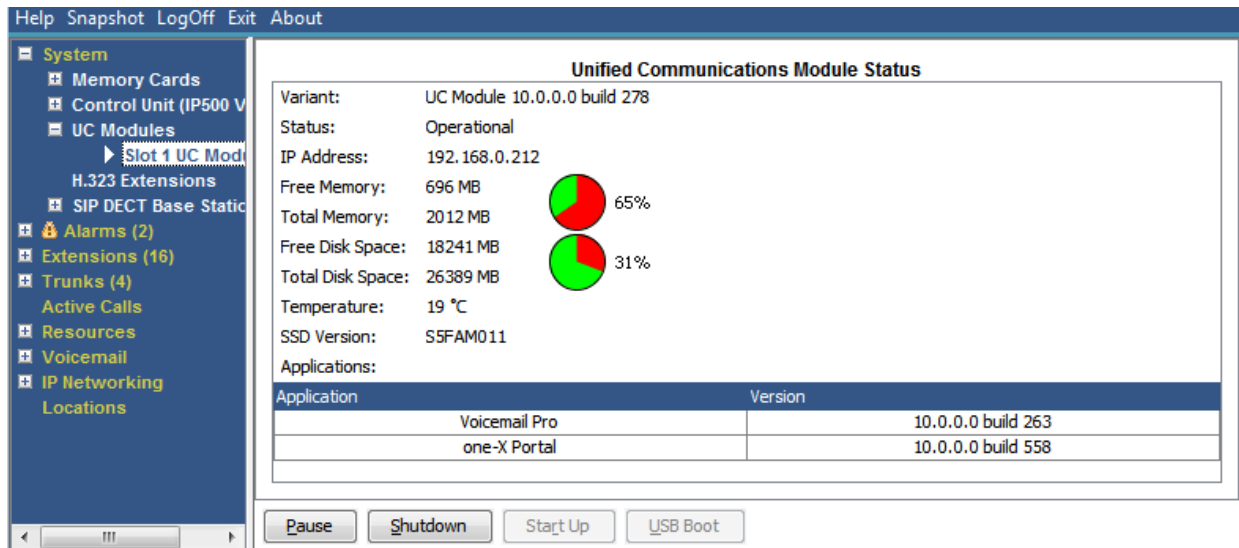 Help Snapshot LogOff Exit About
System
Memory Cards
Control Unit (IP500 V
UC Modules
Slot 1 UC Modu
H.323 Extensions
SIP DECT Base Static
Alarms (2)
Extensions (16)
Trunks (4)
Active Calls
Resources
Voicemail
IP Networking
Locations
Unified Communications Module Status
Variant: UC Module 10.0.0.0 build 278
Status: Operational
IP Address: 192.168.0.212
Free Memory: 696 MB
65%
Total Memory: 2012 MB
Free Disk Space: 18241 MB
31%
Total Disk Space: 26389 MB
Temperature: 19 °C
SSD Version: S5FAM011
Applications:
Application Version
Voicemail Pro 10.0.0.0 build 263
one-X Portal 10.0.0.0 build 558
Pause Shutdown Start Up USB Boot